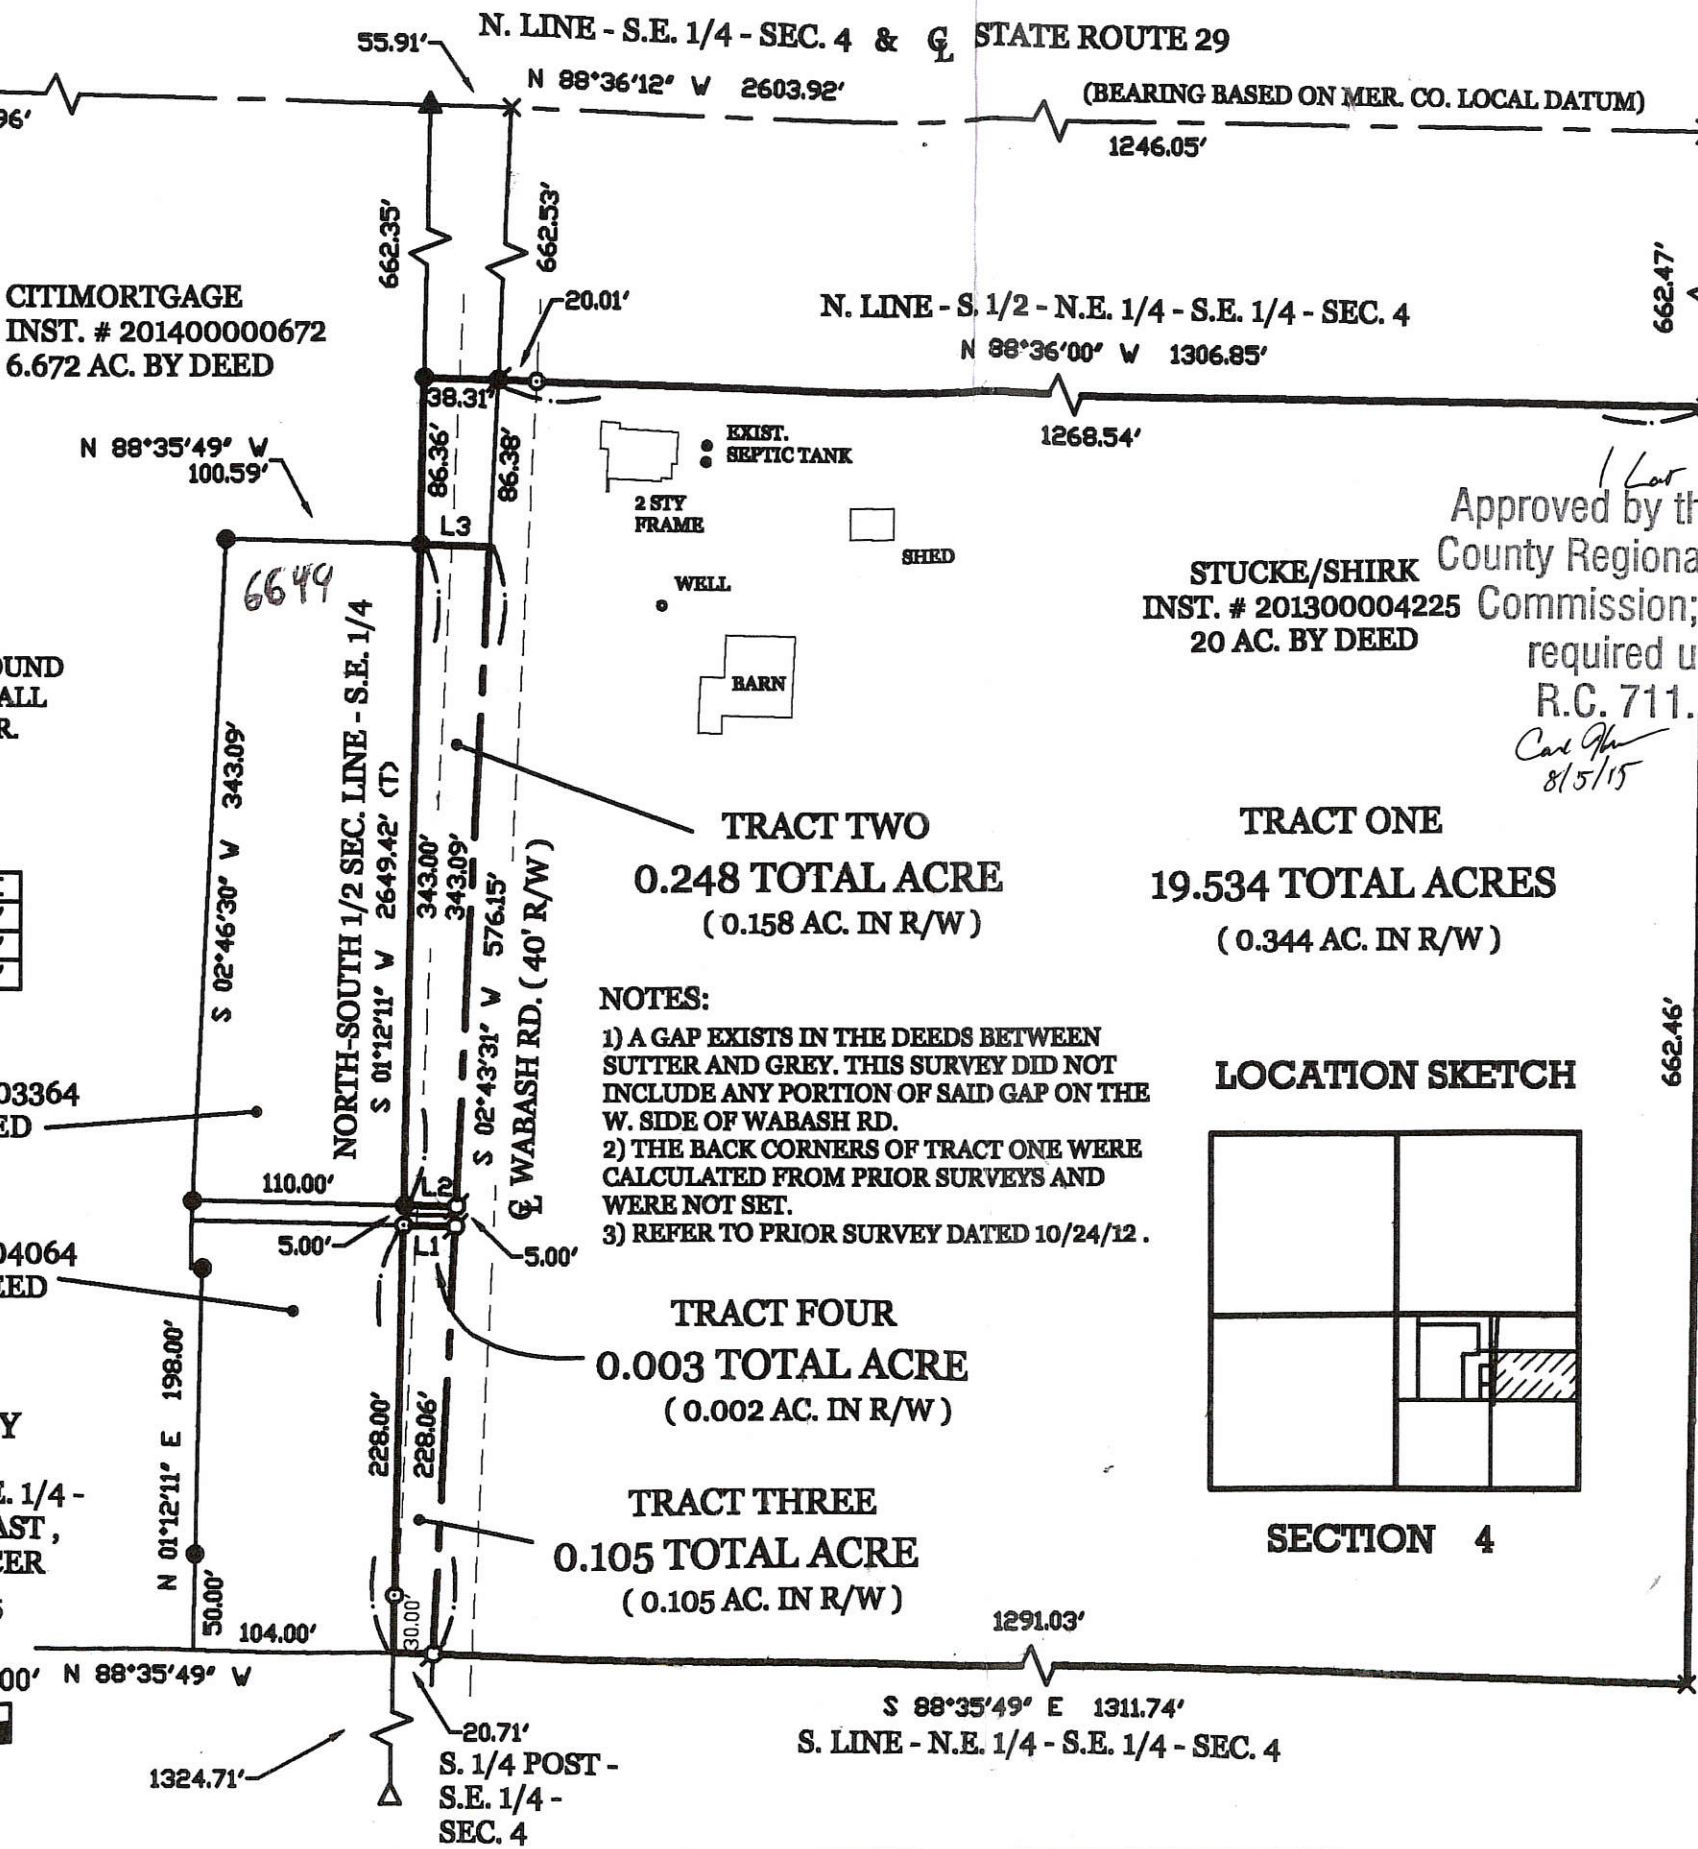 N. LINE - S.E. 1/4 - SEC. 4 & ℄ STATE ROUTE 29
55.91'
N 88°36'12" W 2603.92'
(BEARING BASED ON MER. CO. LOCAL DATUM)
96'
1246.05'
662.35'
662.53'
662.47'
CITIMORTGAGE
INST. # 201400000672
6.672 AC. BY DEED
20.01'
N. LINE - S. 1/2 - N.E. 1/4 - S.E. 1/4 - SEC. 4
N 88°36'00" W 1306.85'
38.31'
1268.54'
N 88°35'49" W
100.59'
86.36'
86.38'
EXIST.
SEPTIC TANK
2 STY
FRAME
L3
SHED
WELL
BARN
6649
1 Lot
Approved by th
County Regiona
Commission;
required u
R.C. 711.
8/5/15
STUCKE/SHIRK
INST. # 201300004225
20 AC. BY DEED
OUND
ALL
R.
S 02°46'30" W 343.09'
NORTH-SOUTH 1/2 SEC. LINE - S.E. 1/4
S 01°12'11" W 2649.42' (T)
343.00'
343.09'
S 02°43'31" W 576.15'
℄ WABASH RD. ( 40' R/W )
TRACT TWO
0.248 TOTAL ACRE
( 0.158 AC. IN R/W )
TRACT ONE
19.534 TOTAL ACRES
( 0.344 AC. IN R/W )
NOTES:
1) A GAP EXISTS IN THE DEEDS BETWEEN
SUTTER AND GREY. THIS SURVEY DID NOT
INCLUDE ANY PORTION OF SAID GAP ON THE
W. SIDE OF WABASH RD.
2) THE BACK CORNERS OF TRACT ONE WERE
CALCULATED FROM PRIOR SURVEYS AND
WERE NOT SET.
3) REFER TO PRIOR SURVEY DATED 10/24/12 .
LOCATION SKETCH
662.46'
03364
ED
110.00'
L2
5.00'
L1
5.00'
04064
EED
TRACT FOUR
0.003 TOTAL ACRE
( 0.002 AC. IN R/W )
N 01°12'11" E 198.00'
228.00'
228.06'
Y
E. 1/4 -
AST ,
CER
TRACT THREE
0.105 TOTAL ACRE
( 0.105 AC. IN R/W )
SECTION 4
50.00'
104.00'
30.00'
1291.03'
00'
N 88°35'49" W
S 88°35'49" E 1311.74'
S. LINE - N.E. 1/4 - S.E. 1/4 - SEC. 4
20.71'
1324.71'
S. 1/4 POST -
S.E. 1/4 -
SEC. 4